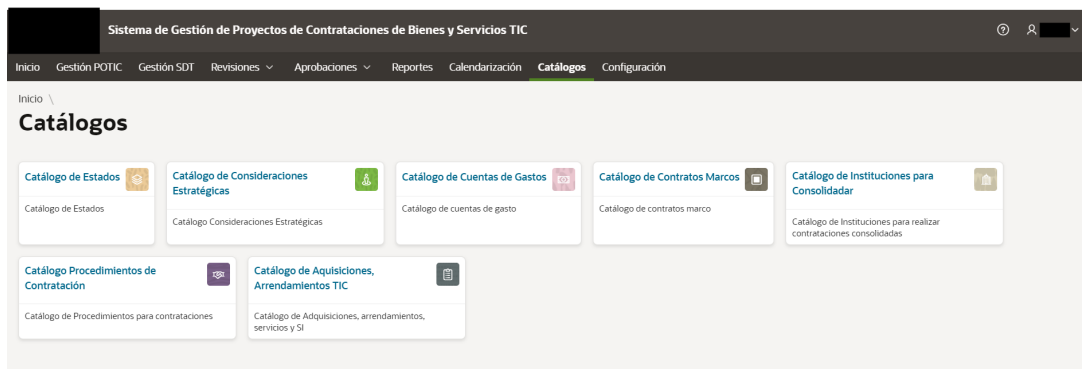 Sistema de Gestión de Proyectos de Contrataciones de Bienes y Servicios TIC
Inicio Gestión POTIC Gestión SDT Revisiones Aprobaciones Reportes Calendarización Catálogos Configuración
Inicio \
Catálogos
Catálogo de Estados
Catálogo de Estados
Catálogo de Consideraciones
Estratégicas
Catálogo Consideraciones Estratégicas
Catálogo de Cuentas de Gastos
Catálogo de cuentas de gasto
Catálogo de Contratos Marcos
Catálogo de contratos marco
Catálogo de Instituciones para
Consolidadar
Catálogo de Instituciones para realizar
contrataciones consolidadas
Catálogo Procedimientos de
Contratación
Catálogo de Procedimientos para contrataciones
Catálogo de Aquisiciones,
Arrendamientos TIC
Catálogo de Adquisiciones, arrendamientos,
servicios y SI